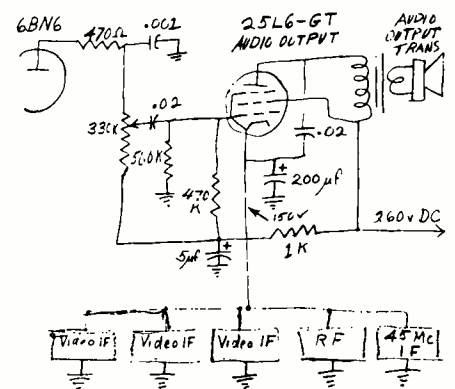 6BN6
470Ω
.001
25L6-GT
AUDIO OUTPUT
AUDIO
OUTPUT
TRANS
.02
330K
560K
.02
200µf
470
K
150V
1K
260V DC
5µf
Video IF
Video IF
Video IF
RF
45 Mc
IF